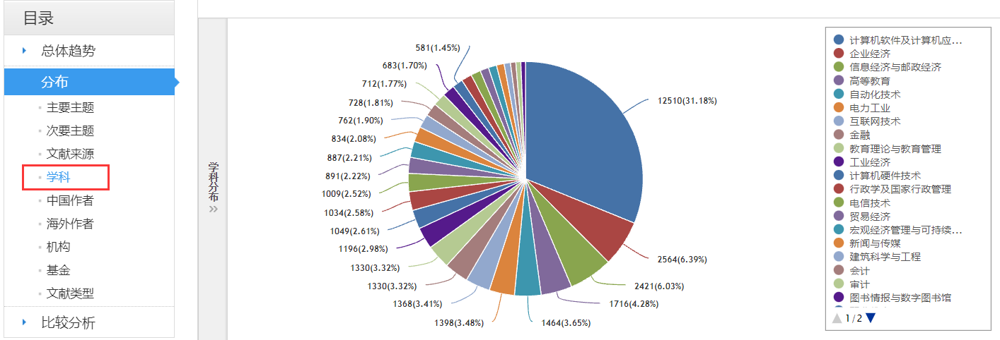 目录
总体趋势
分布
主要主题
次要主题
文献来源
学科
中国作者
海外作者
机构
基金
文献类型
比较分析
学科分布
»
581(1.45%)
683(1.70%)
712(1.77%)
728(1.81%)
762(1.90%)
834(2.08%)
887(2.21%)
891(2.22%)
1009(2.52%)
1034(2.58%)
1049(2.61%)
1196(2.98%)
1330(3.32%)
1330(3.32%)
1368(3.41%)
1398(3.48%)
1464(3.65%)
1716(4.28%)
2421(6.03%)
2564(6.39%)
12510(31.18%)
计算机软件及计算机应...
企业经济
信息经济与邮政经济
高等教育
自动化技术
电力工业
互联网技术
金融
教育理论与教育管理
工业经济
计算机硬件技术
行政学及国家行政管理
电信技术
贸易经济
宏观经济管理与可持续...
新闻与传媒
建筑科学与工程
会计
审计
图书情报与数字图书馆
1/2